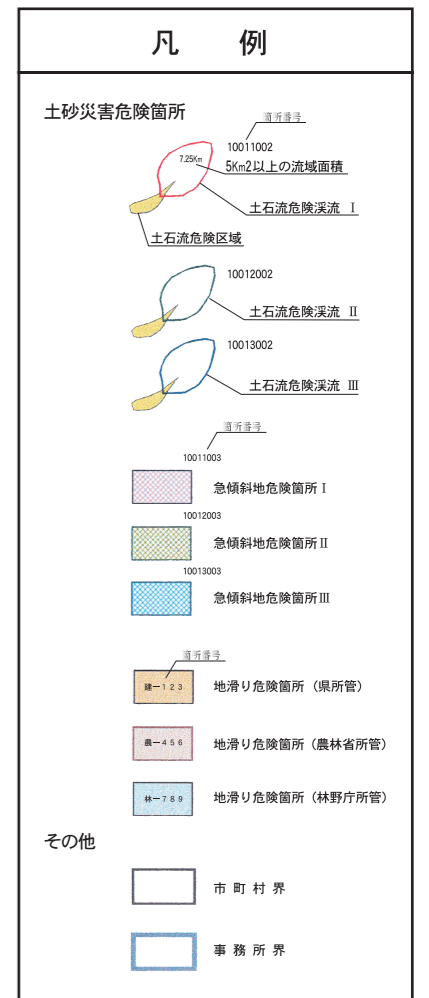 凡 例
土砂災害危険箇所
箇所番号
10011002
7.25Km
5Km2以上の流域面積
土石流危険渓流 Ⅰ
土石流危険区域
10012002
土石流危険渓流 Ⅱ
10013002
土石流危険渓流 Ⅲ
箇所番号
10011003
急傾斜地危険箇所Ⅰ
10012003
急傾斜地危険箇所Ⅱ
10013003
急傾斜地危険箇所Ⅲ
箇所番号
建ー123
地滑り危険箇所（県所管）
農ー456
地滑り危険箇所（農林省所管）
林ー789
地滑り危険箇所（林野庁所管）
その他
市町村界
事務所界